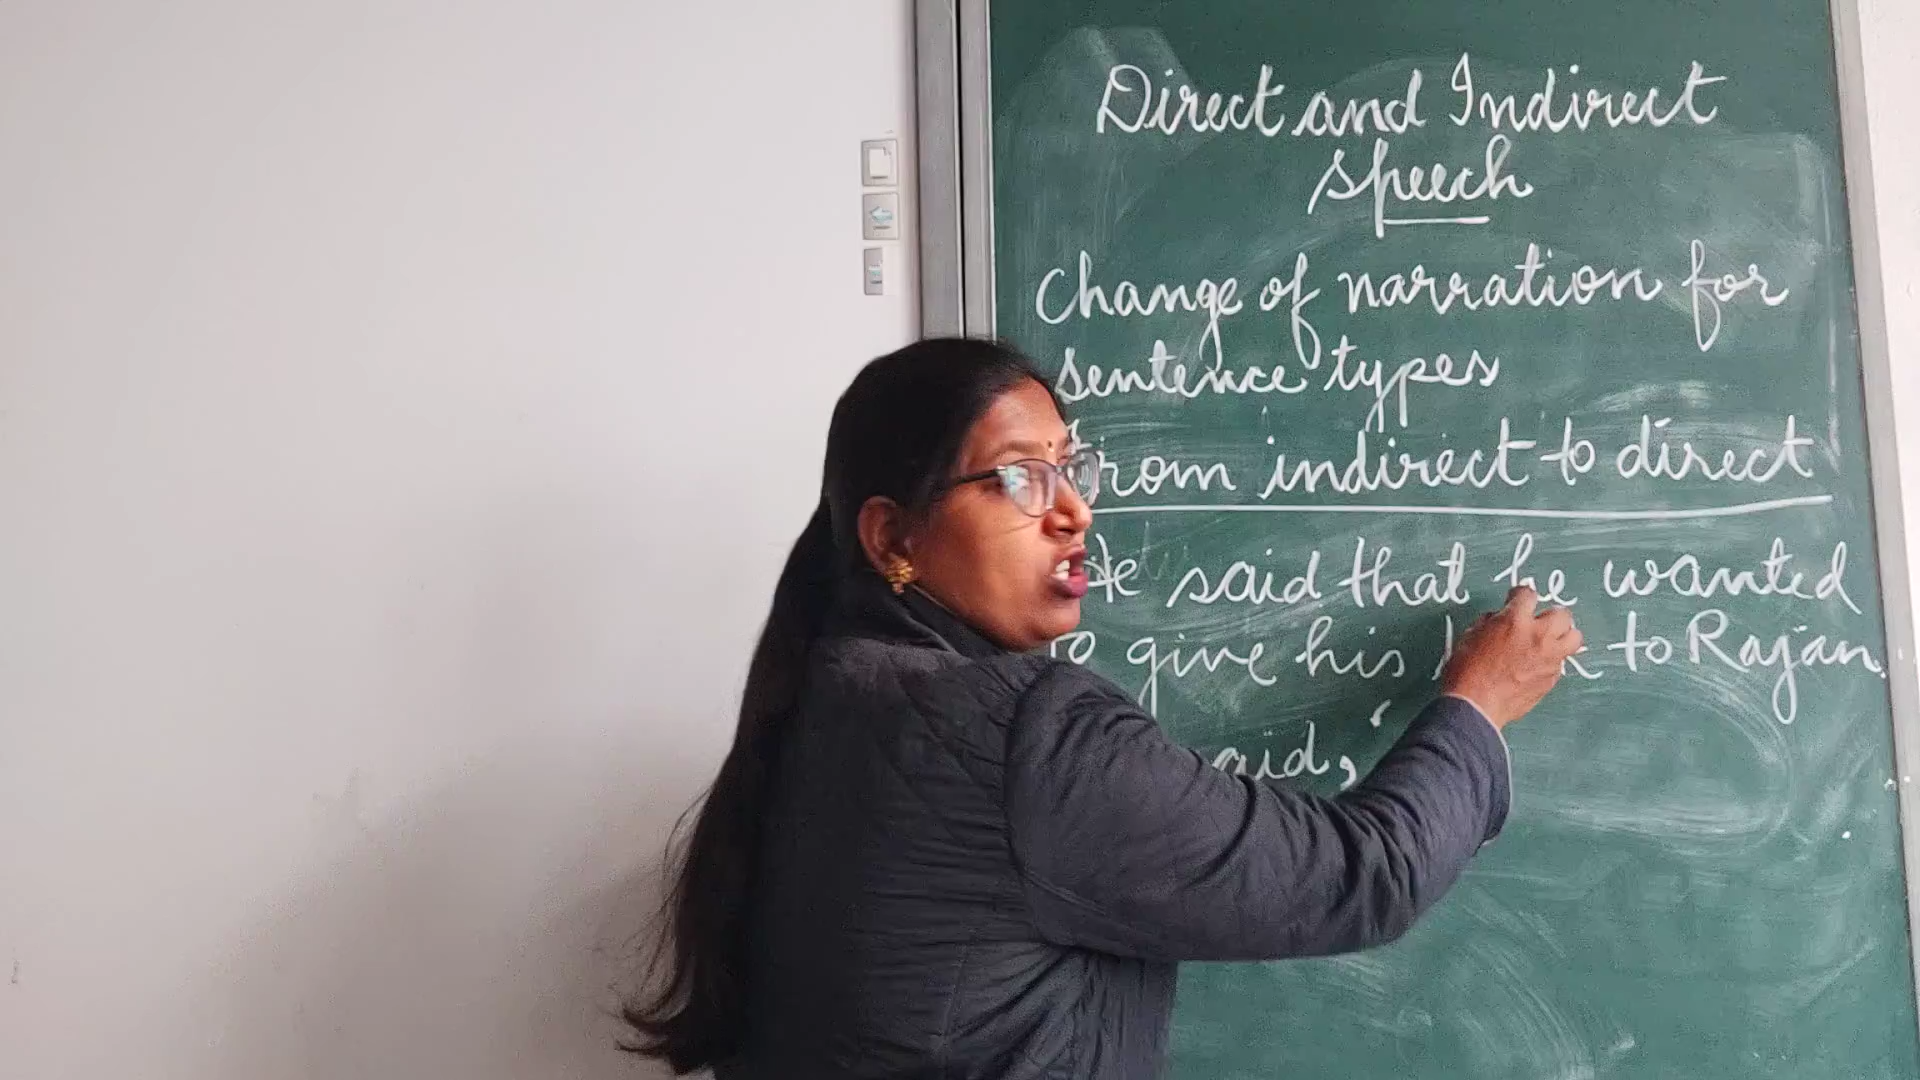 Direct and Indirect
speech
Change of narration for
sentence types
From indirect to direct
He said that he wanted
to give his to Rajan.
said, '